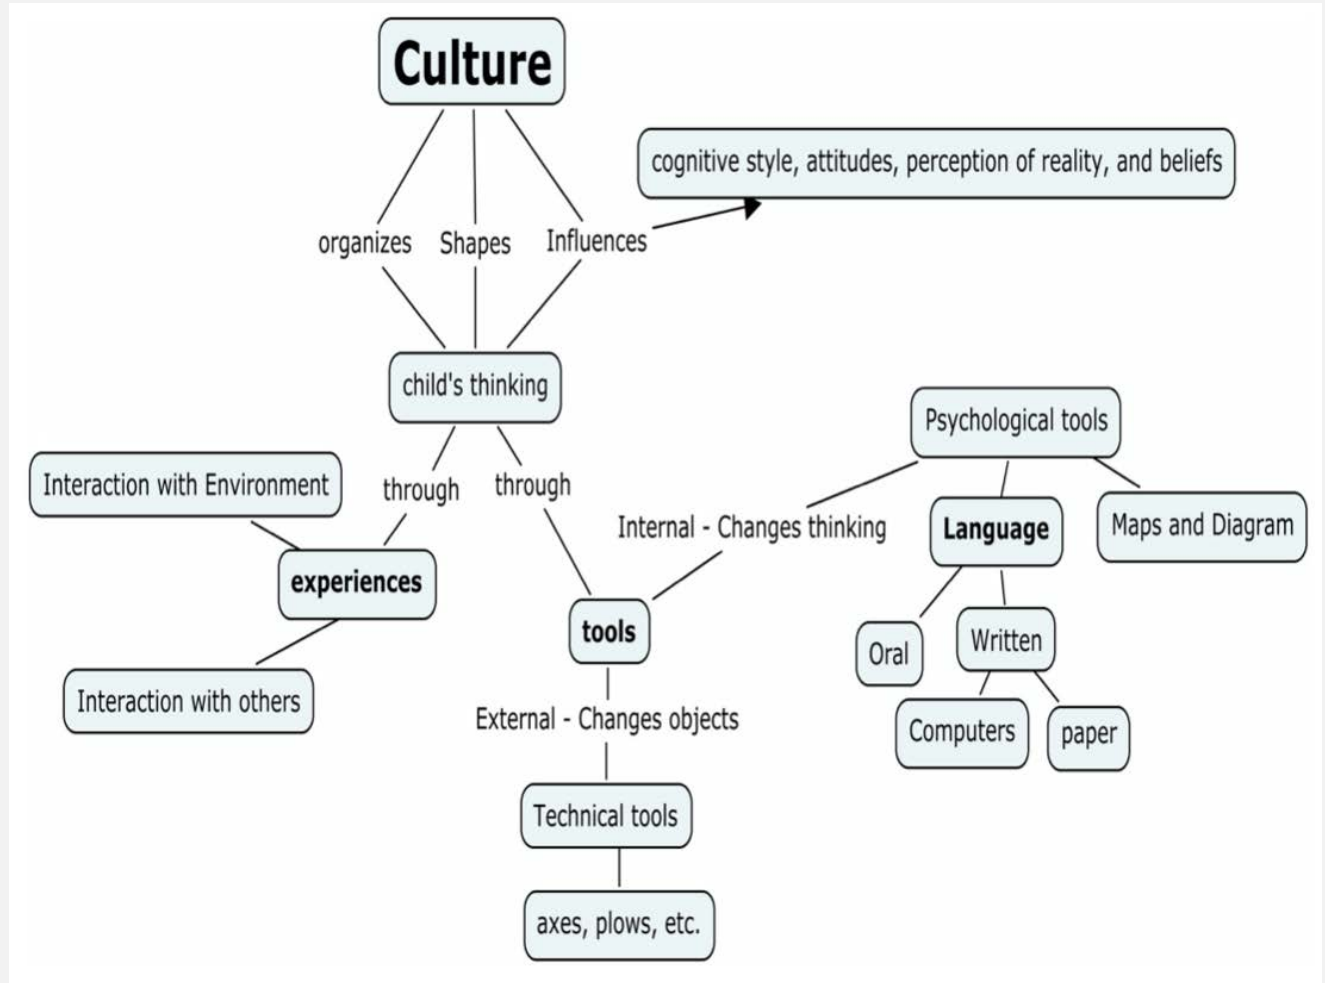 Culture
cognitive style, attitudes, perception of reality, and beliefs
organizes
Shapes
Influences
child's thinking
Psychological tools
Interaction with Environment
through
through
Internal - Changes thinking
Language
Maps and Diagram
experiences
tools
Oral
Written
Interaction with others
External - Changes objects
Computers
paper
Technical tools
axes, plows, etc.